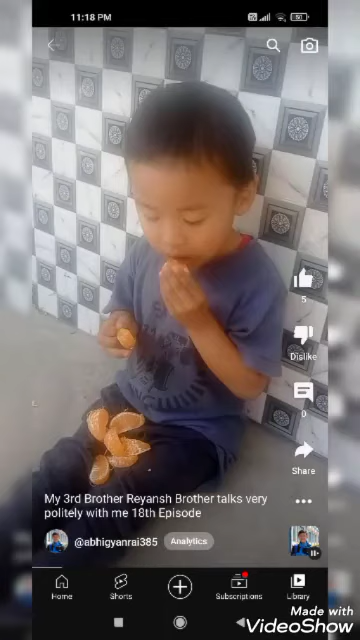 11:18 PM
50
5
Dislike
0
Share
My 3rd Brother Reyansh Brother talks very
politely with me 18th Episode
@abhigyanrai385
Analytics
Home
Shorts
Subscriptions
Library
Made with
VideoShow